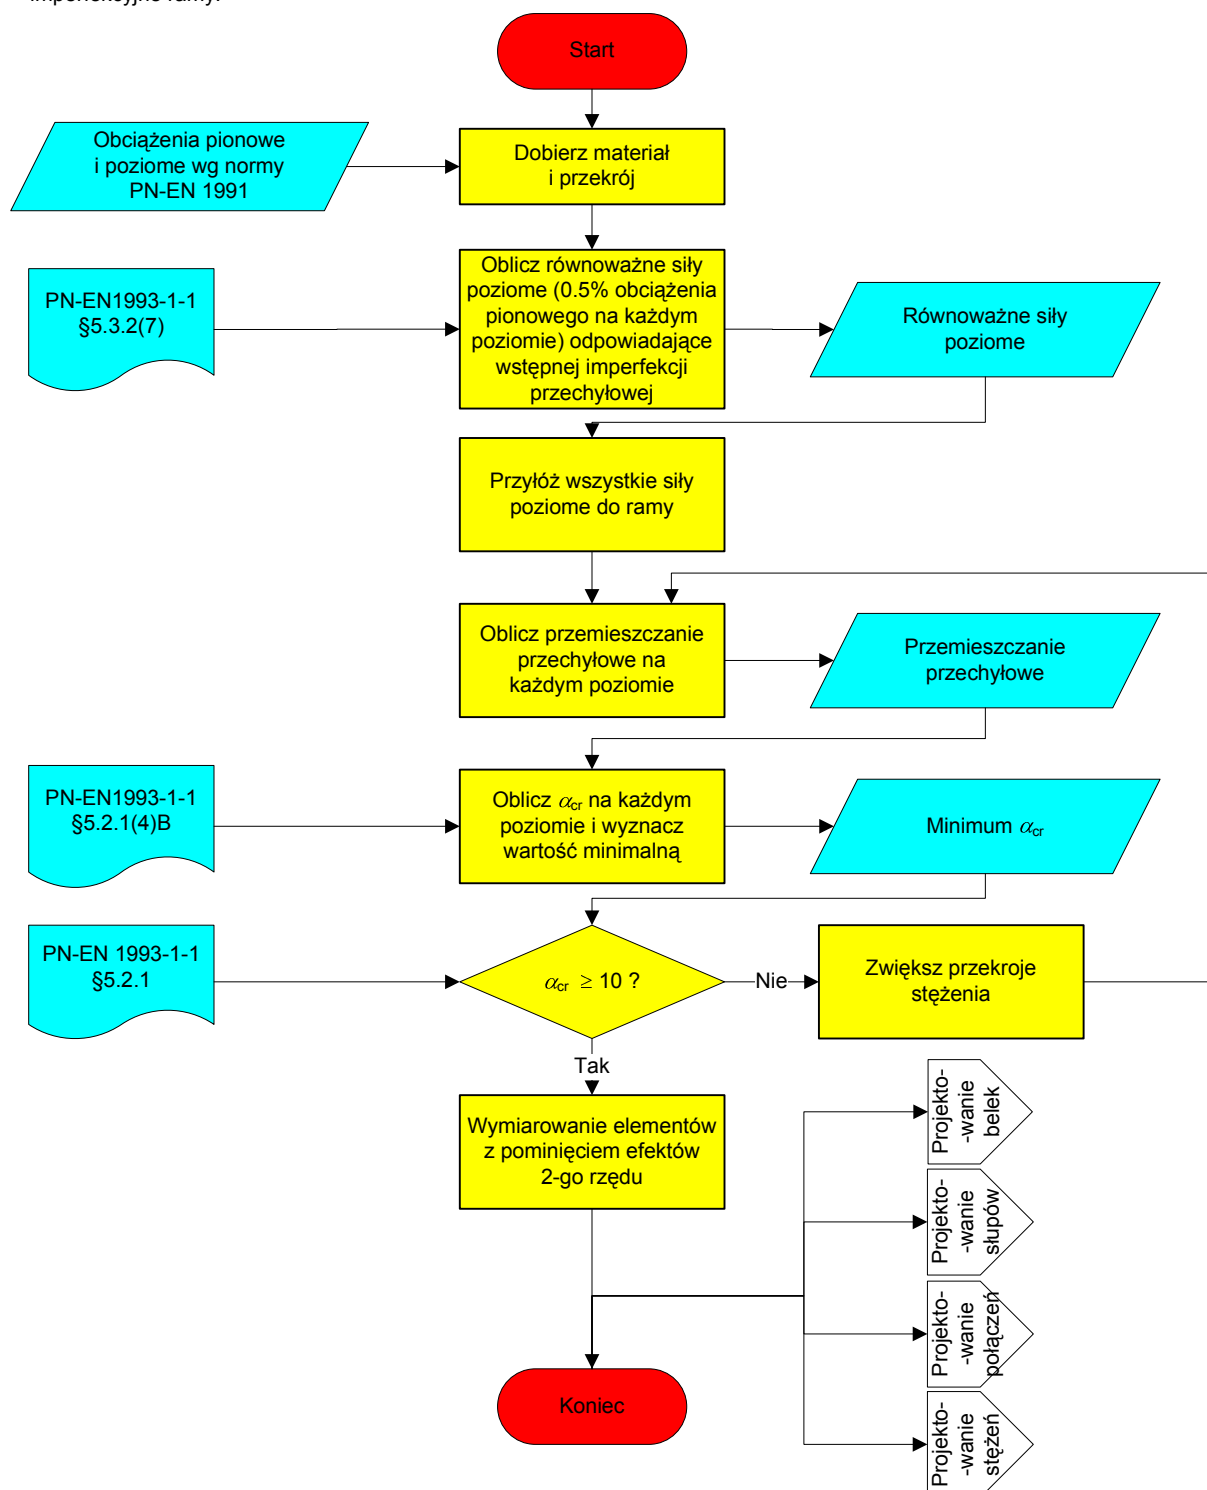 Start
Obciążenia pionowe
i poziome wg normy
PN-EN 1991
Dobierz materiał
i przekrój
PN-EN1993-1-1
§5.3.2(7)
Oblicz równoważne siły
poziome (0.5% obciążenia
pionowego na każdym
poziomie) odpowiadające
wstępnej imperfekcji
przechyłowej
Równoważne siły
poziome
Przyłóż wszystkie siły
poziome do ramy
Oblicz przemieszczanie
przechyłowe na
każdym poziomie
Przemieszczanie
przechyłowe
PN-EN1993-1-1
§5.2.1(4)B
Oblicz αcr na każdym
poziomie i wyznacz
wartość minimalną
Minimum αcr
PN-EN 1993-1-1
§5.2.1
αcr ≥ 10 ?
Nie
Zwiększ przekroje
stężenia
Tak
Wymiarowanie elementów
z pominięciem efektów
2-go rzędu
Projekto-
-wanie
belek
Projekto-
-wanie
słupów
Projekto-
-wanie
połączeń
Projekto-
-wanie
stężeń
Koniec